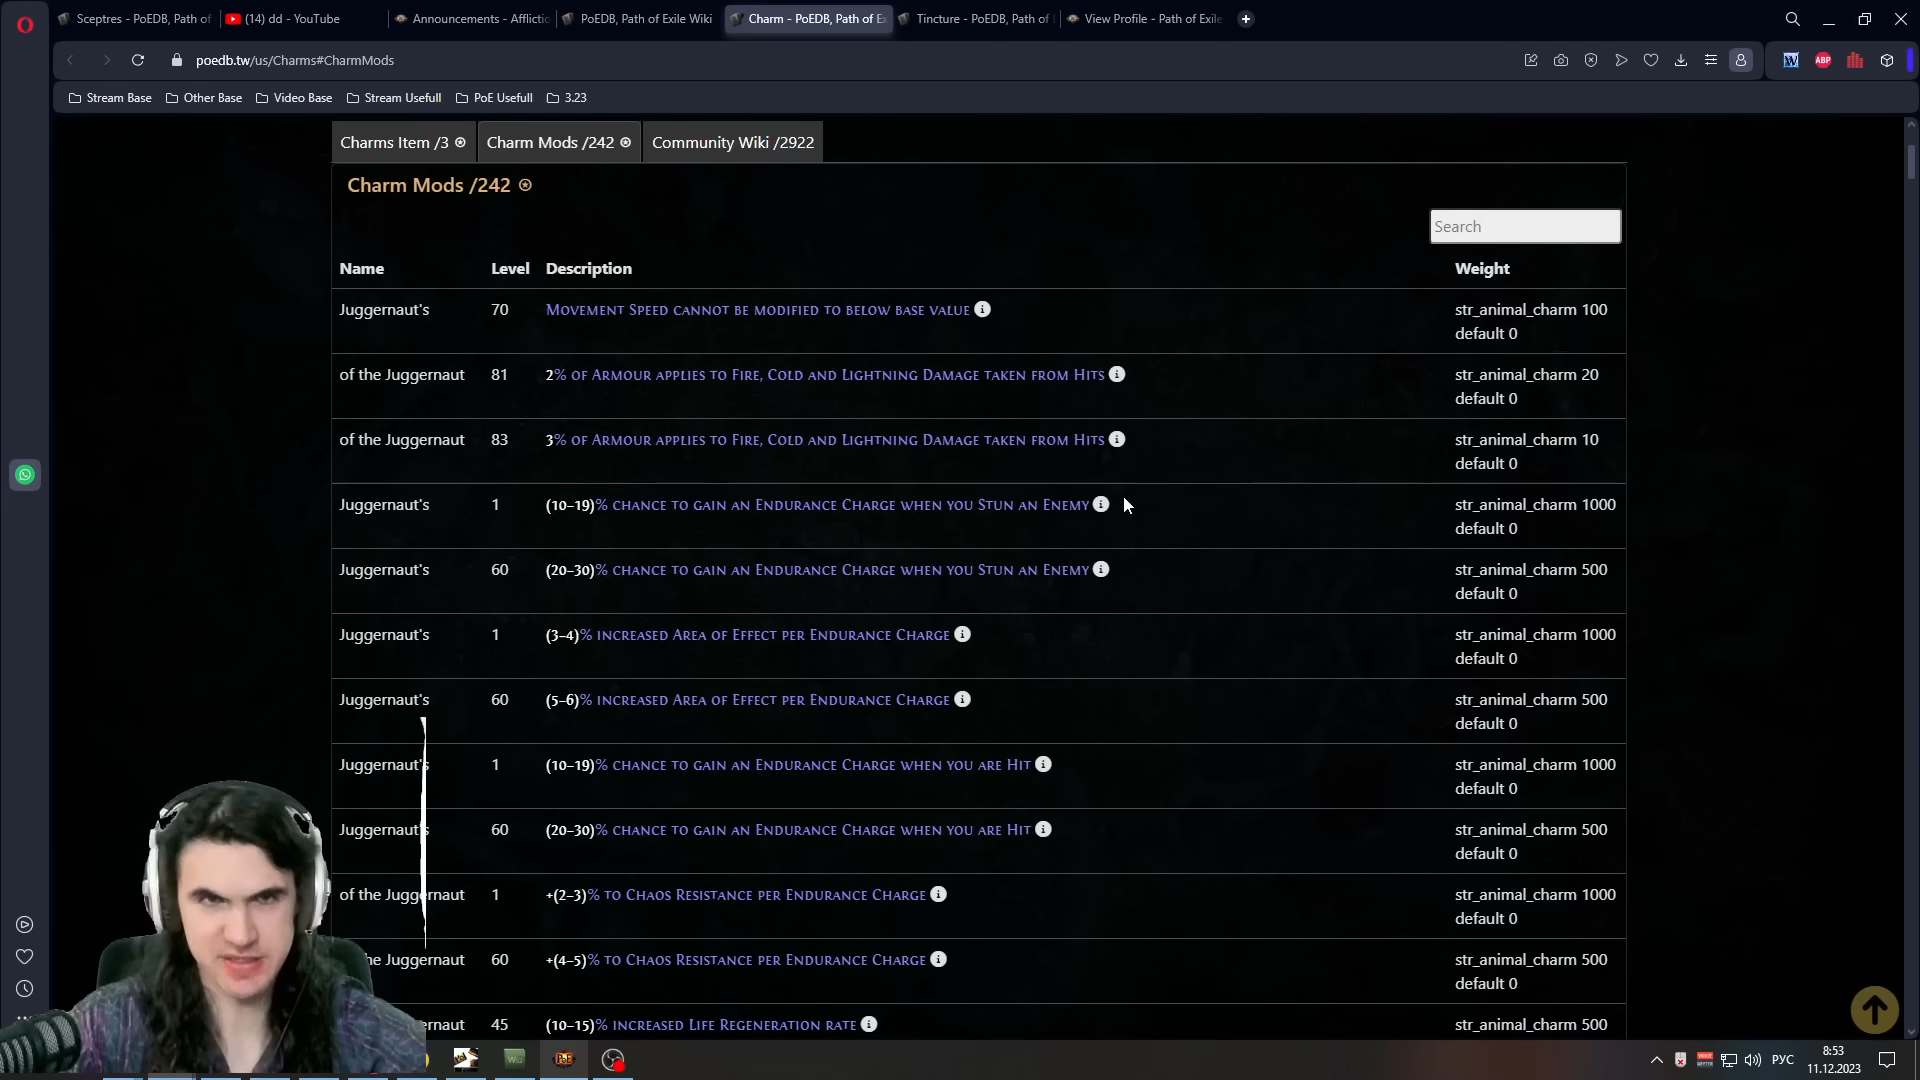 Sceptres - PoEDB, Path of
(14) dd - YouTube
Announcements - Afflictio
PoEDB, Path of Exile Wiki
Charm - PoEDB, Path of Ex
Tincture - PoEDB, Path of
View Profile - Path of Exile
poedb.tw/us/Charms#CharmMods
ABP
Stream Base
Other Base
Video Base
Stream Usefull
PoE Usefull
3.23
Charms Item /3
Charm Mods /242
Community Wiki /2922
Charm Mods /242
Search
Name Level Description Weight
Juggernaut's 70 Movement Speed cannot be modified to below base value str_animal_charm 100
default 0
of the Juggernaut 81 2% of Armour applies to Fire, Cold and Lightning Damage taken from Hits str_animal_charm 20
default 0
of the Juggernaut 83 3% of Armour applies to Fire, Cold and Lightning Damage taken from Hits str_animal_charm 10
default 0
Juggernaut's 1 (10–19)% chance to gain an Endurance Charge when you Stun an Enemy str_animal_charm 1000
default 0
Juggernaut's 60 (20–30)% chance to gain an Endurance Charge when you Stun an Enemy str_animal_charm 500
default 0
Juggernaut's 1 (3–4)% increased Area of Effect per Endurance Charge str_animal_charm 1000
default 0
Juggernaut's 60 (5–6)% increased Area of Effect per Endurance Charge str_animal_charm 500
default 0
Juggernaut's 1 (10–19)% chance to gain an Endurance Charge when you are Hit str_animal_charm 1000
default 0
Juggernaut's 60 (20–30)% chance to gain an Endurance Charge when you are Hit str_animal_charm 500
default 0
of the Juggernaut 1 +(2–3)% to Chaos Resistance per Endurance Charge str_animal_charm 1000
default 0
he Juggernaut 60 +(4–5)% to Chaos Resistance per Endurance Charge str_animal_charm 500
default 0
ernaut 45 (10–15)% increased Life Regeneration rate str_animal_charm 500
PoE
РУС
8:53
11.12.2023